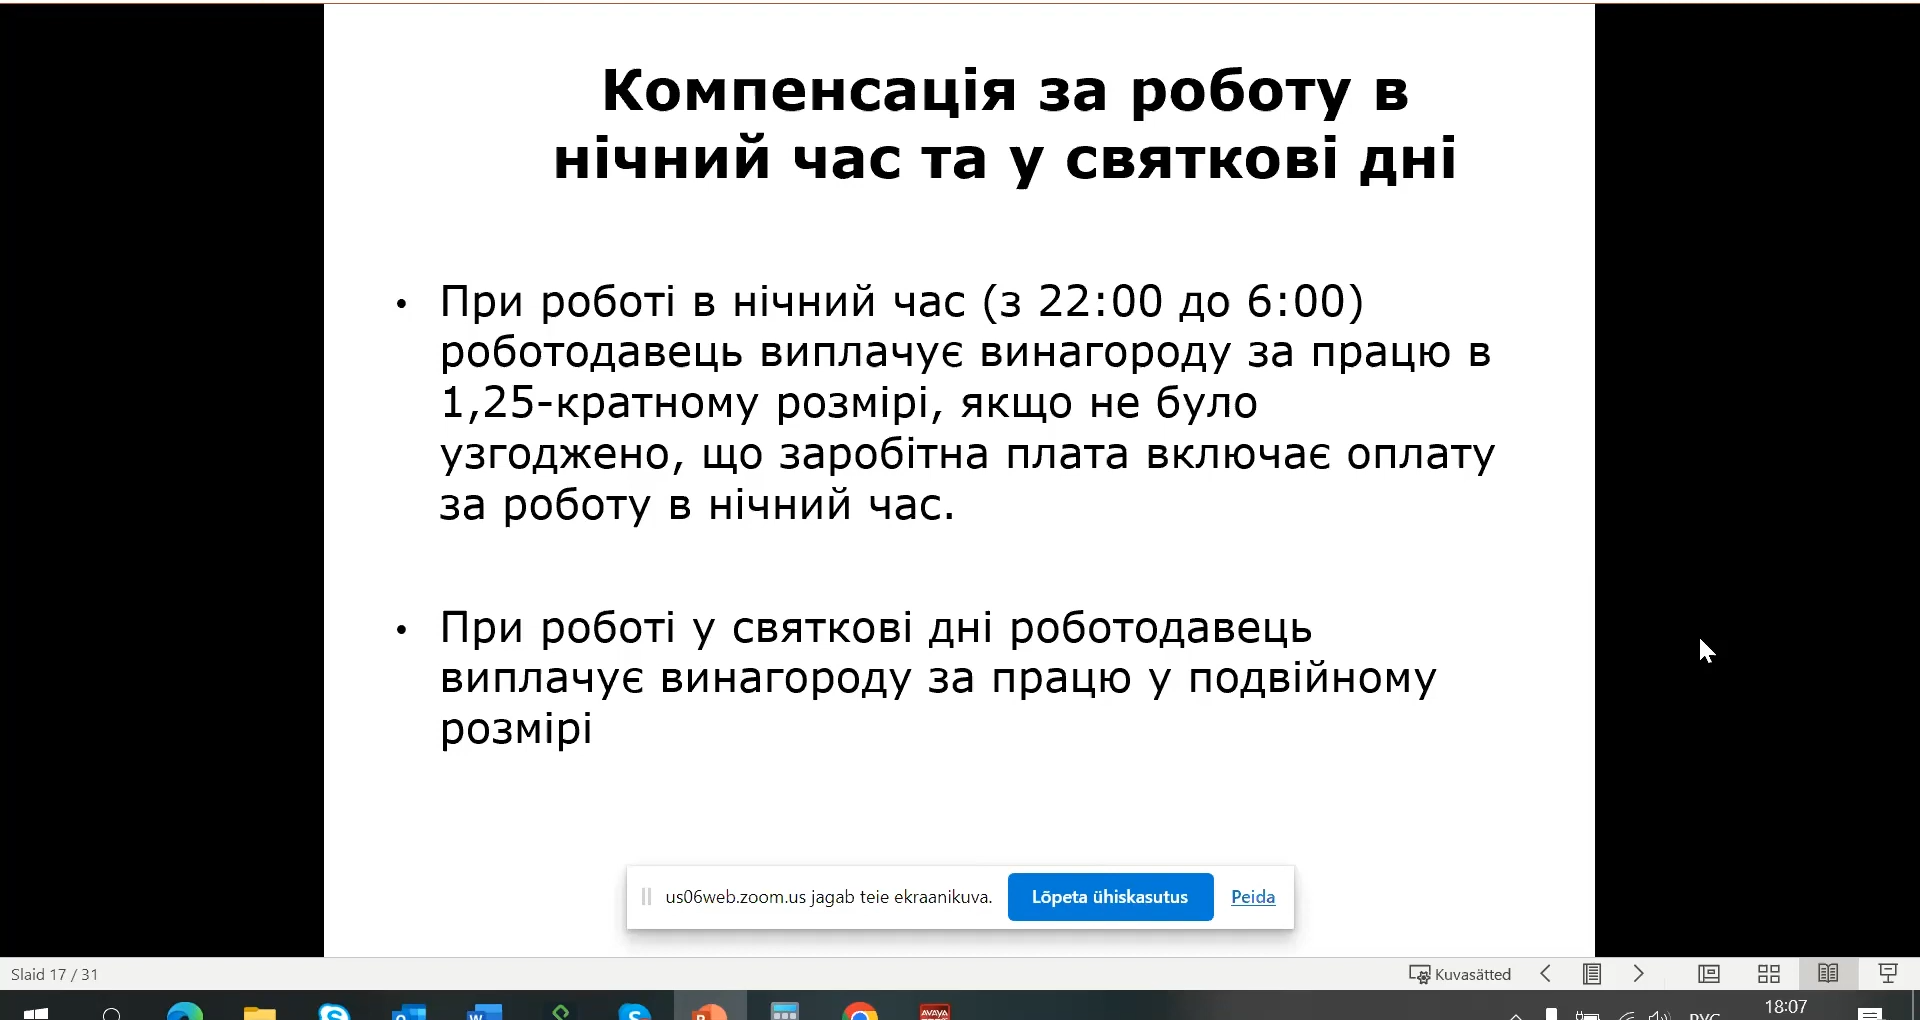 Компенсація за роботу в
нічний час та у святкові дні
• При роботі в нічний час (з 22:00 до 6:00)
роботодавець виплачує винагороду за працю в
1,25-кратному розмірі, якщо не було
узгоджено, що заробітна плата включає оплату
за роботу в нічний час.
• При роботі у святкові дні роботодавець
виплачує винагороду за працю у подвійному
розмірі
us06web.zoom.us jagab teie ekraanikuva. Lõpeta ühiskasutus Peida
Slaid 17 / 31 Kuvasätted
AVAYA РУС 18:07